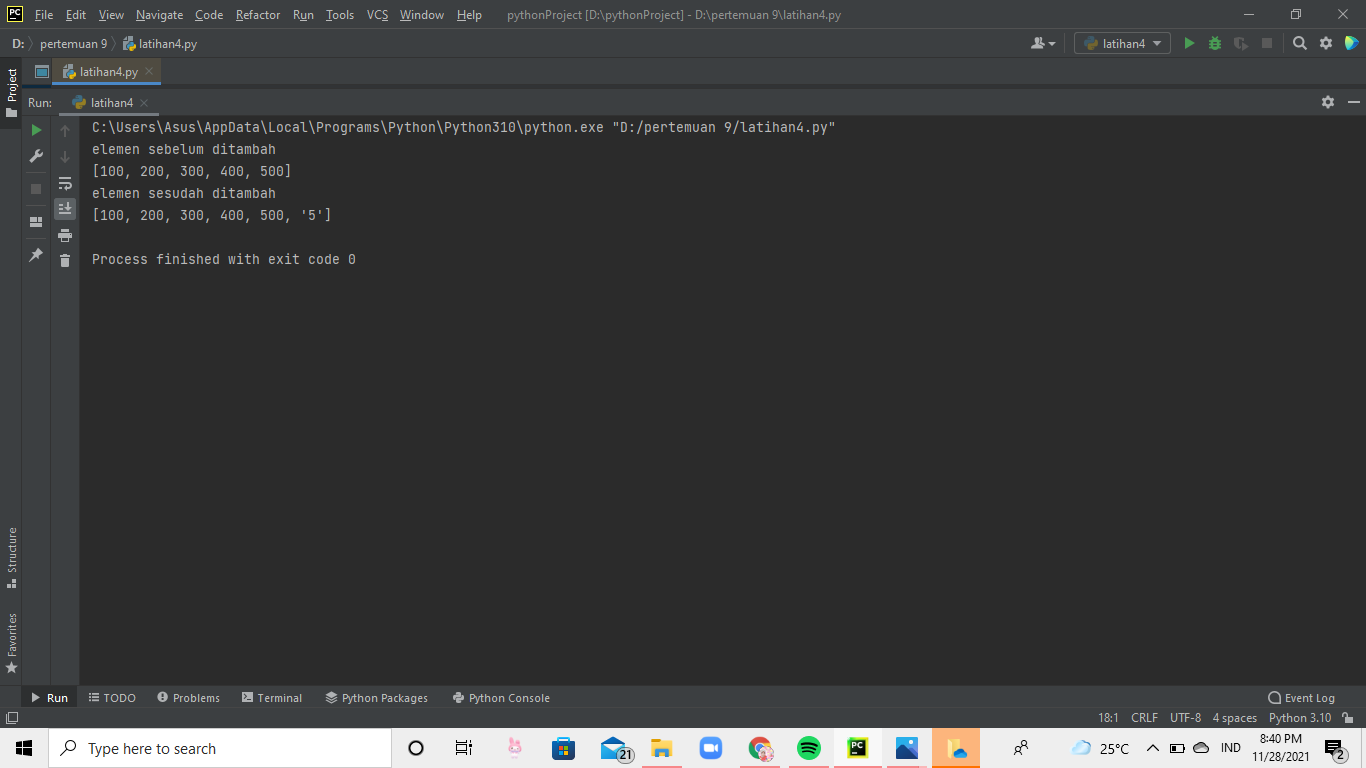 PC File Edit View Navigate Code Refactor Run Tools VCS Window Help pythonProject [D:\pythonProject] - D:\pertemuan 9\latihan4.py
D: pertemuan 9 latihan4.py latihan4
Project
latihan4.py
Run: latihan4
C:\Users\Asus\AppData\Local\Programs\Python\Python310\python.exe "D:/pertemuan 9/latihan4.py"
elemen sebelum ditambah
[100, 200, 300, 400, 500]
elemen sesudah ditambah
[100, 200, 300, 400, 500, '5']
Process finished with exit code 0
Structure
Favorites
Run TODO Problems Terminal Python Packages Python Console Event Log
18:1 CRLF UTF-8 4 spaces Python 3.10
Type here to search 21 PC 25°C IND 8:40 PM 2
11/28/2021